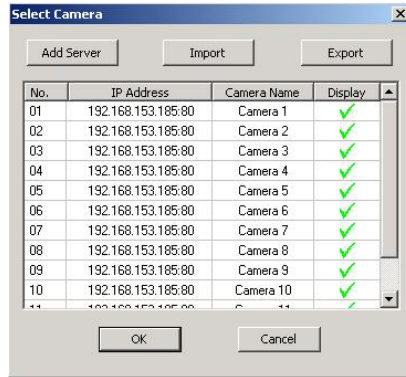 Select Camera
Add Server Import Export
No. IP Address Camera Name Display
01 192.168.153.185:80 Camera 1
02 192.168.153.185:80 Camera 2
03 192.168.153.185:80 Camera 3
04 192.168.153.185:80 Camera 4
05 192.168.153.185:80 Camera 5
06 192.168.153.185:80 Camera 6
07 192.168.153.185:80 Camera 7
08 192.168.153.185:80 Camera 8
09 192.168.153.185:80 Camera 9
10 192.168.153.185:80 Camera 10
OK Cancel